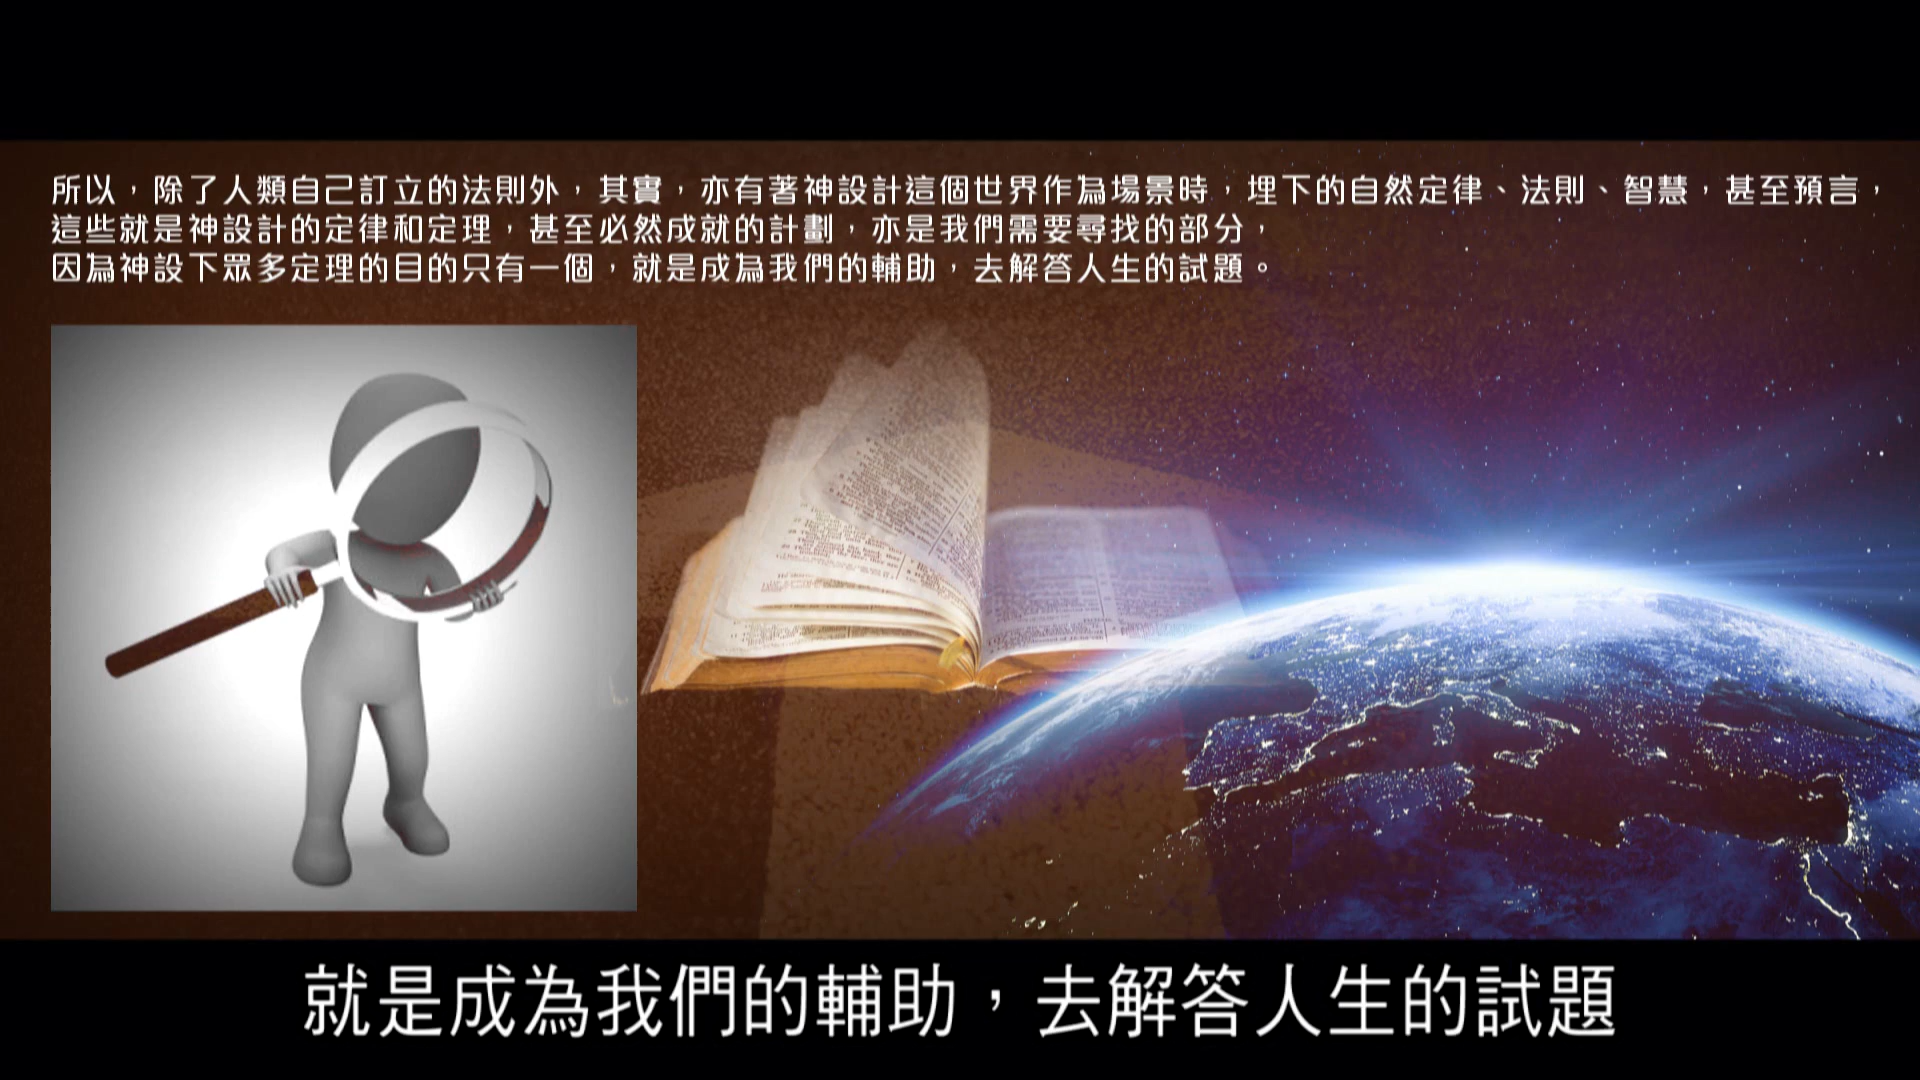 所以，除了人類自己訂立的法則外，其實，亦有著神設計這個世界作為場景時，埋下的自然定律、法則、智慧，甚至預言，
這些就是神設計的定律和定理，甚至必然成就的計劃，亦是我們需要尋找的部分，
因為神設下眾多定理的目的只有一個，就是成為我們的輔助，去解答人生的試題。
就是成為我們的輔助，去解答人生的試題